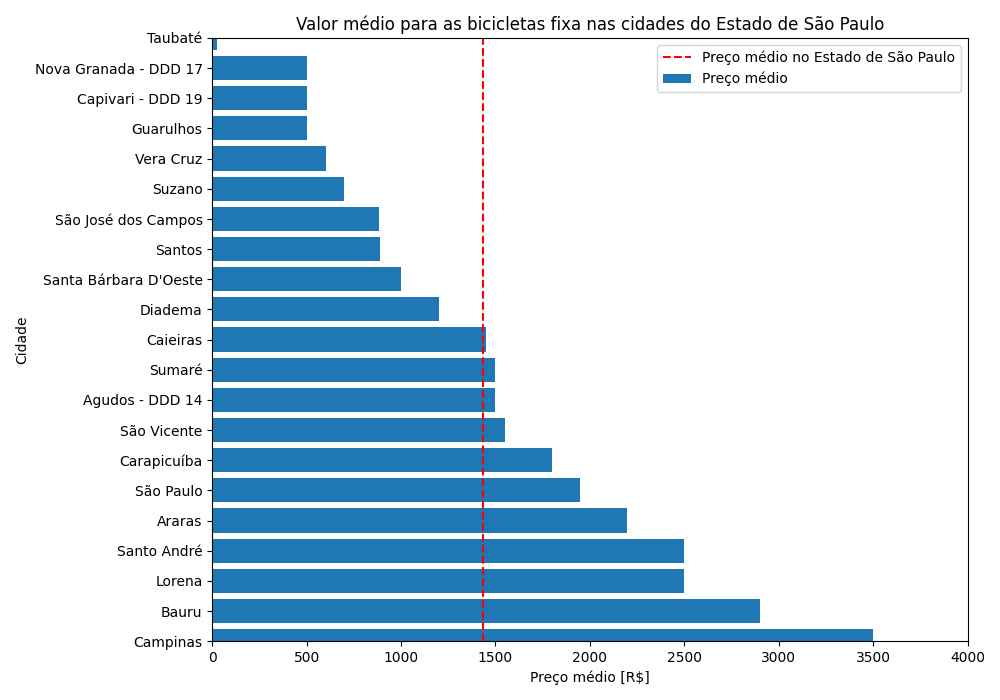 Valor médio para as bicicletas fixa nas cidades do Estado de São Paulo
Preço médio no Estado de São Paulo
Preço médio
Cidade
Taubaté
Nova Granada - DDD 17
Capivari - DDD 19
Guarulhos
Vera Cruz
Suzano
São José dos Campos
Santos
Santa Bárbara D'Oeste
Diadema
Caieiras
Sumaré
Agudos - DDD 14
São Vicente
Carapicuíba
São Paulo
Araras
Santo André
Lorena
Bauru
Campinas
0 500 1000 1500 2000 2500 3000 3500 4000
Preço médio [R$]